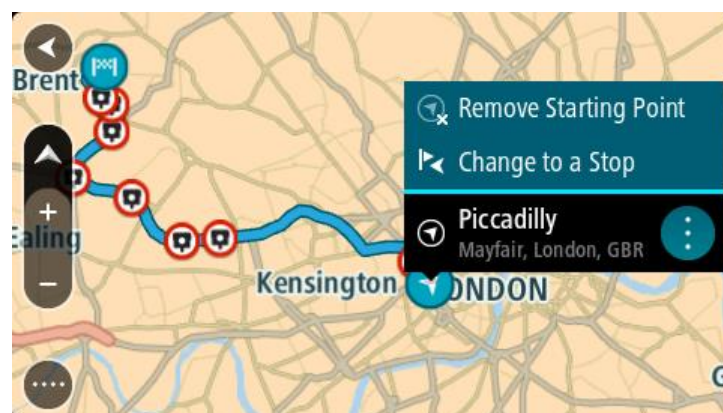 Brent
Remove Starting Point
Change to a Stop
Piccadilly
Mayfair, London, GBR
+
Ealing
−
Kensington
ONDON
G